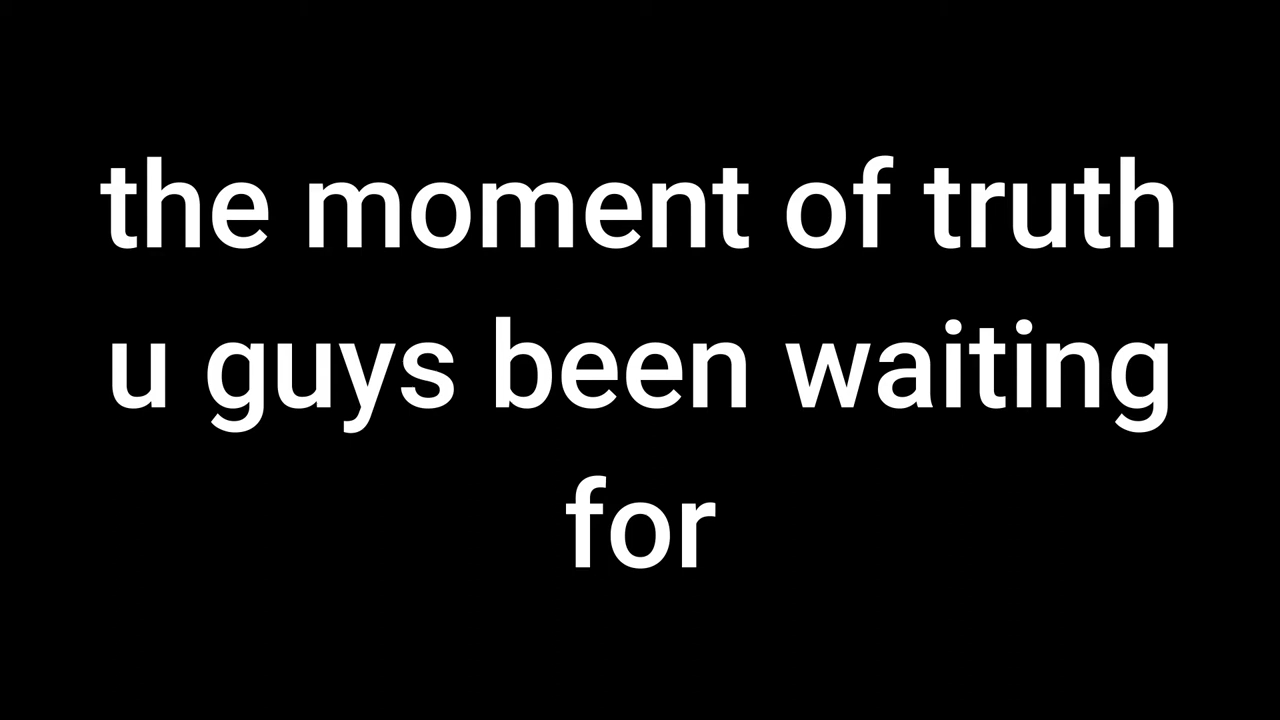 the moment of truth
u guys been waiting
for